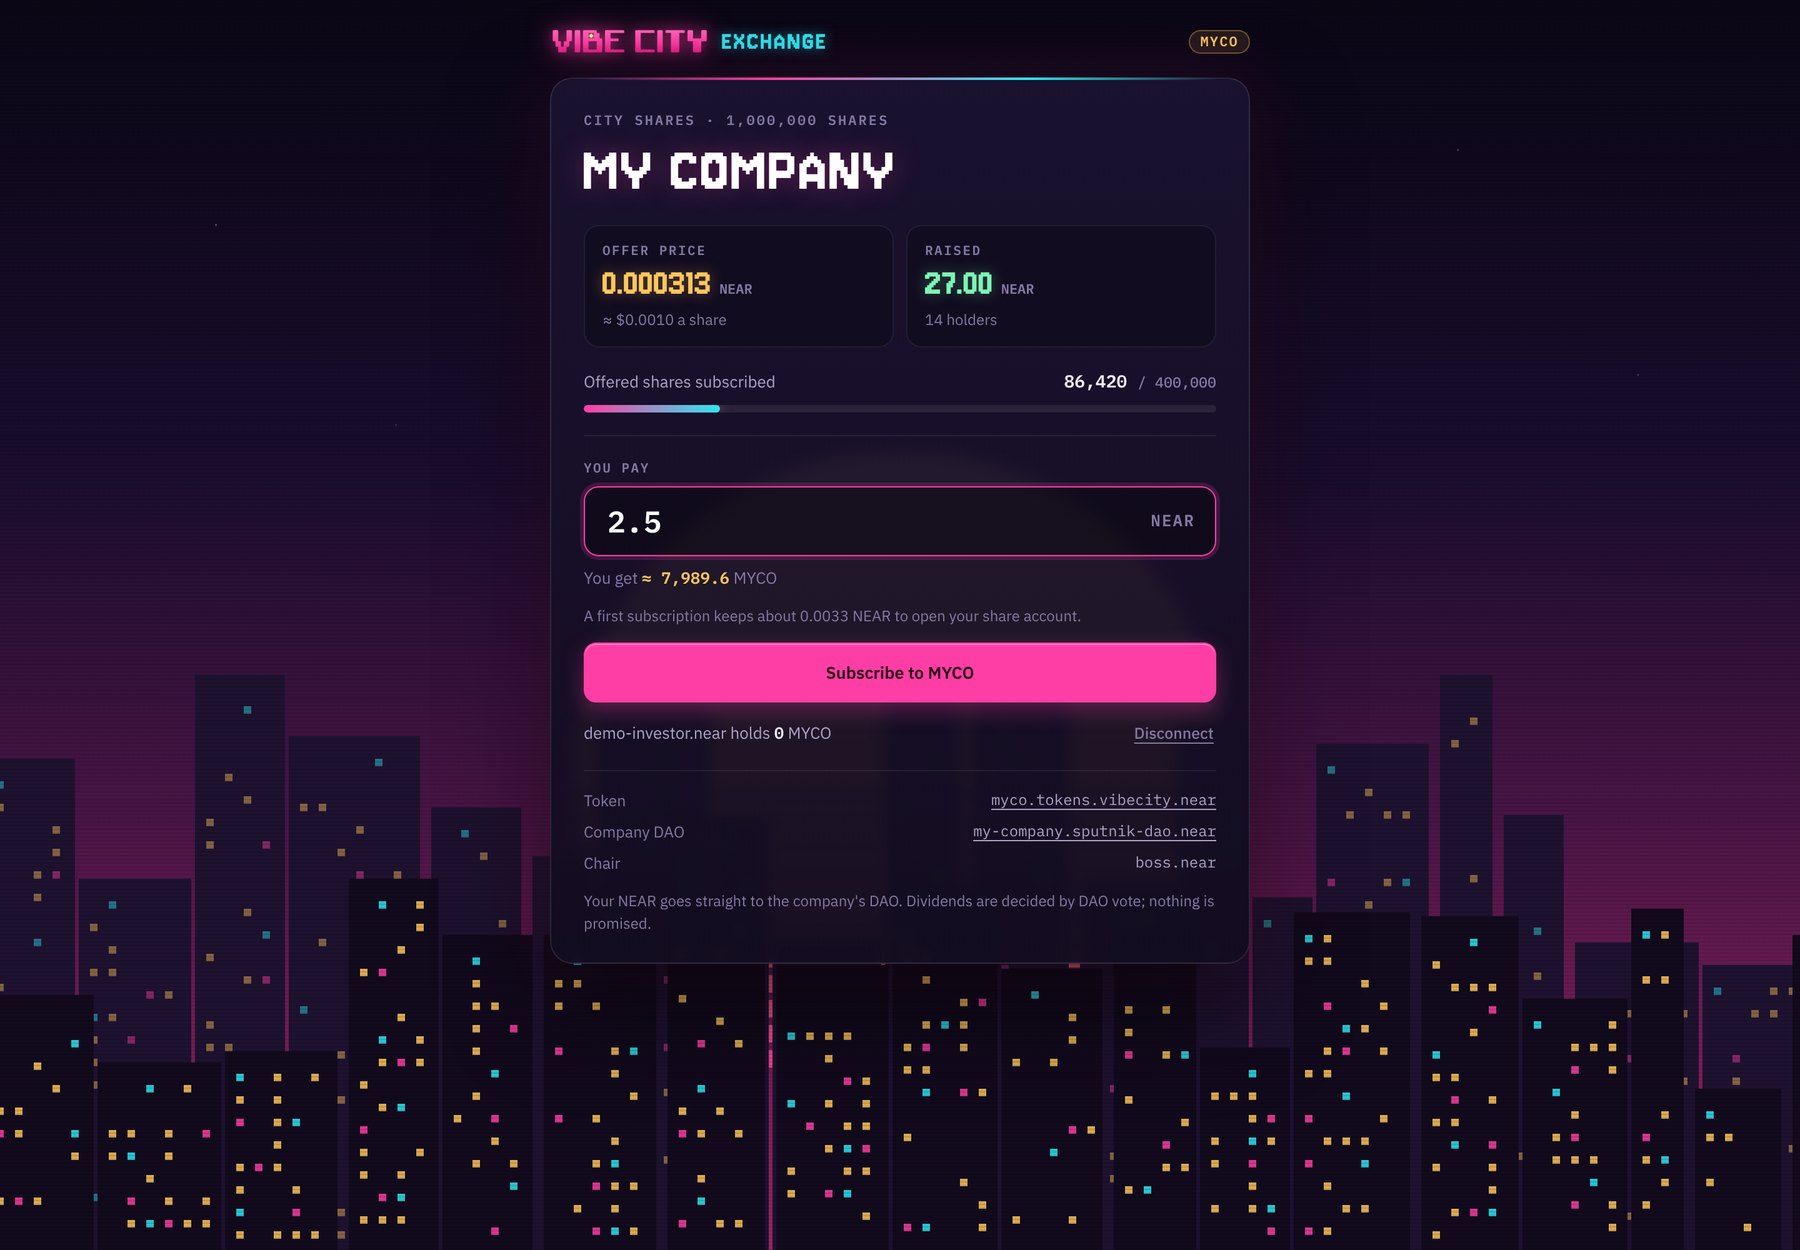 VIBE CITY EXCHANGE
MYCO
CITY SHARES · 1,000,000 SHARES
MY COMPANY
OFFER PRICE
0.000313 NEAR
≈ $0.0010 a share
RAISED
27.00 NEAR
14 holders
Offered shares subscribed
86,420 / 400,000
YOU PAY
2.5 NEAR
You get ≈ 7,989.6 MYCO
A first subscription keeps about 0.0033 NEAR to open your share account.
Subscribe to MYCO
demo-investor.near holds 0 MYCO
Disconnect
Token myco.tokens.vibecity.near
Company DAO my-company.sputnik-dao.near
Chair boss.near
Your NEAR goes straight to the company's DAO. Dividends are decided by DAO vote; nothing is
promised.